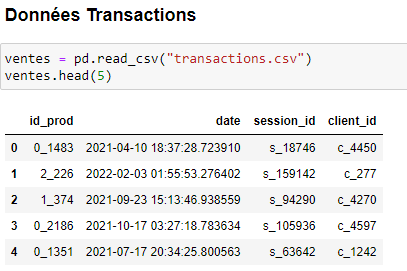 Données Transactions
ventes = pd.read_csv("transactions.csv")
ventes.head(5)
id_prod date session_id client_id
0 0_1483 2021-04-10 18:37:28.723910 s_18746 c_4450
1 2_226 2022-02-03 01:55:53.276402 s_159142 c_277
2 1_374 2021-09-23 15:13:46.938559 s_94290 c_4270
3 0_2186 2021-10-17 03:27:18.783634 s_105936 c_4597
4 0_1351 2021-07-17 20:34:25.800563 s_63642 c_1242